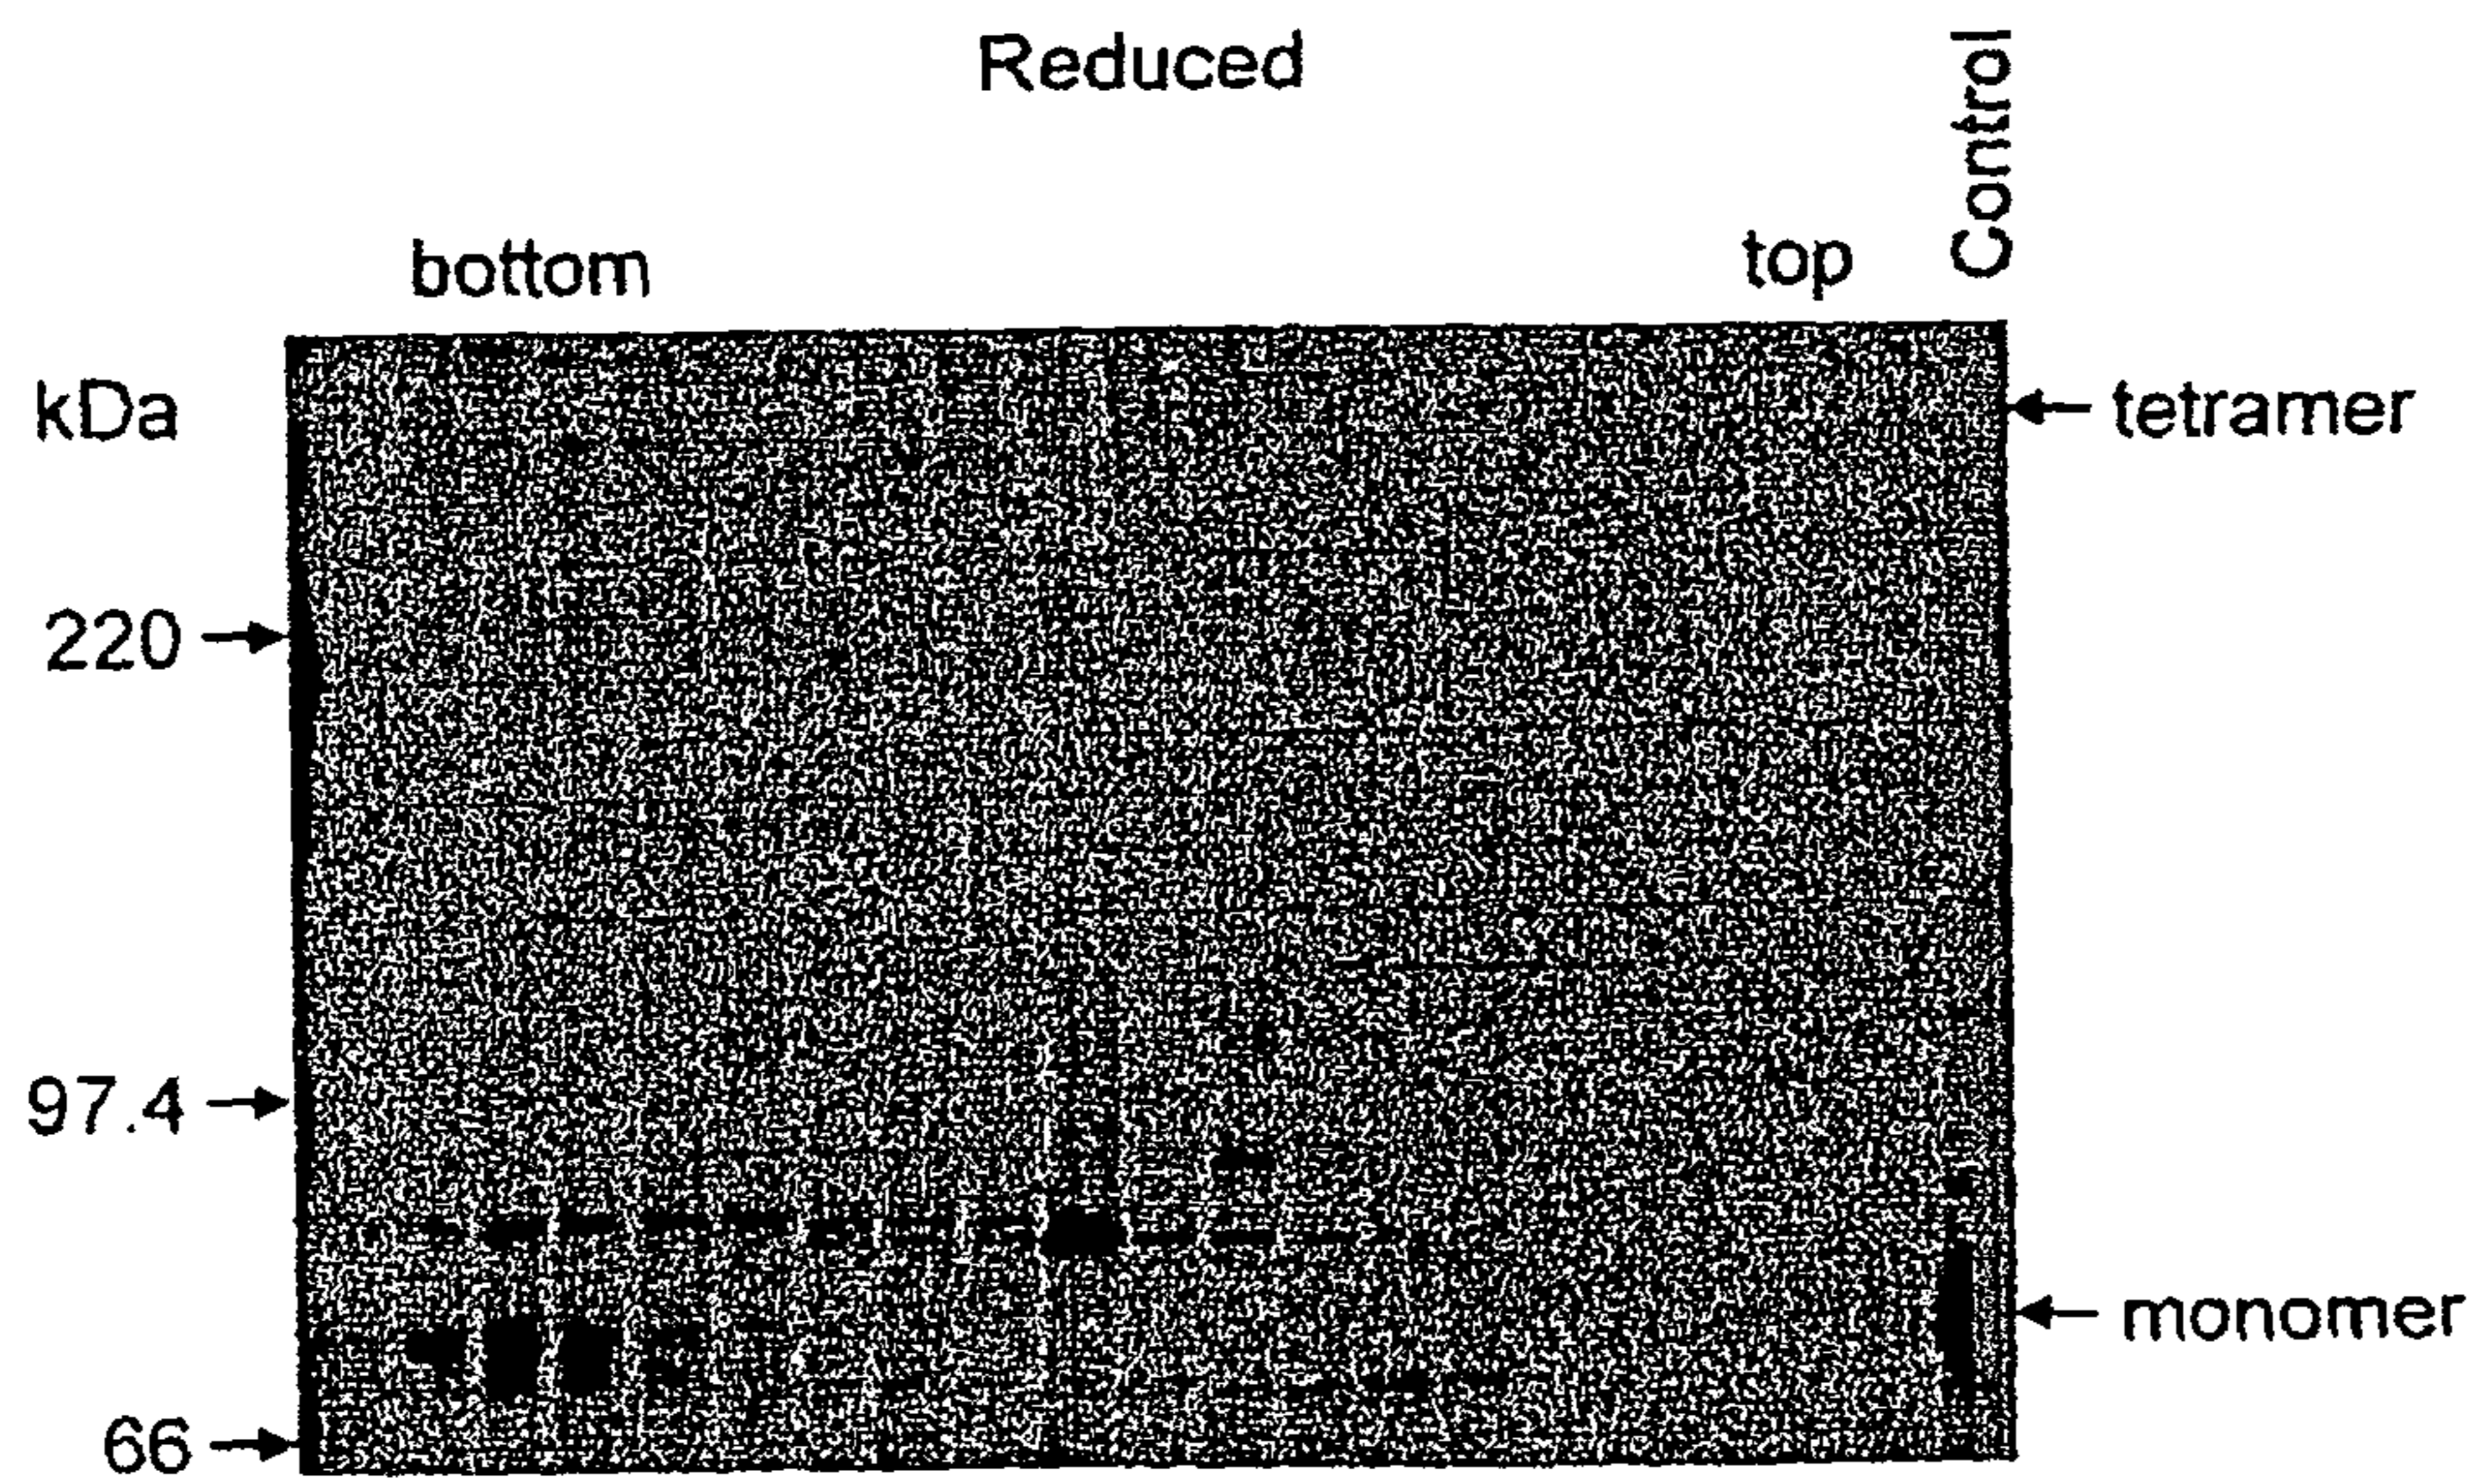 Reduced
Control
bottom
top
kDa
tetramer
220
97.4
monomer
66